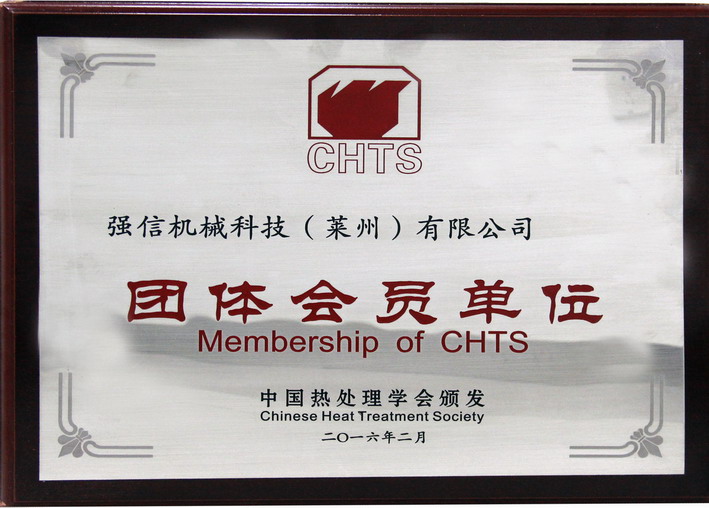 CHTS
强信机械科技（莱州）有限公司
团体会员单位
Membership of CHTS
中国热处理学会颁发
Chinese Heat Treatment Society
二〇一六年二月